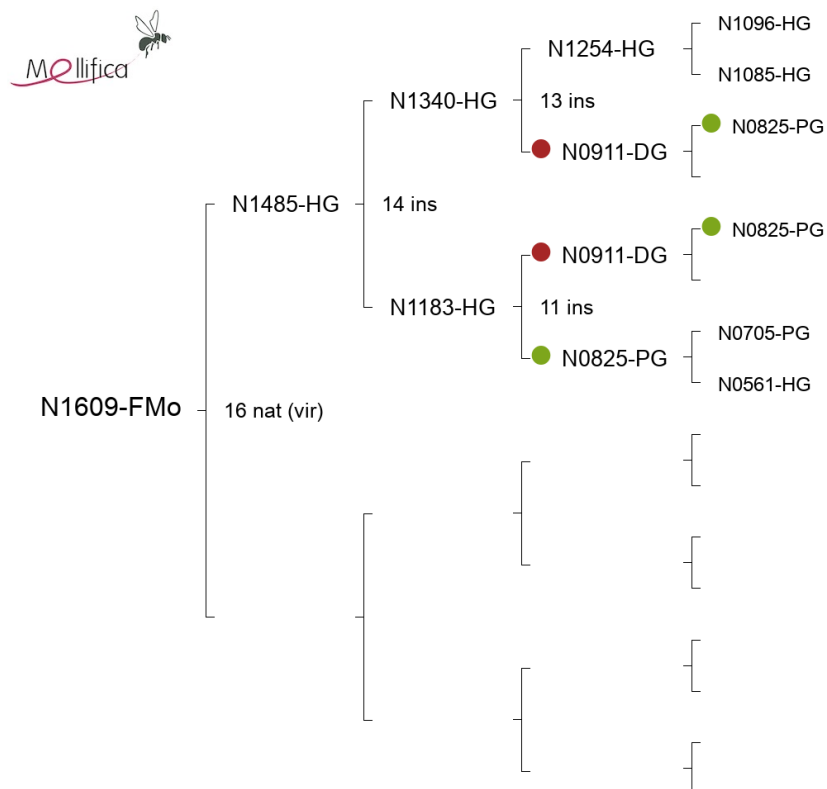 Mellifica
N1096-HG
N1254-HG
N1085-HG
N1340-HG
13 ins
N0825-PG
N0911-DG
N1485-HG
14 ins
N0825-PG
N0911-DG
N1183-HG
11 ins
N0705-PG
N0825-PG
N0561-HG
N1609-FMo
16 nat (vir)